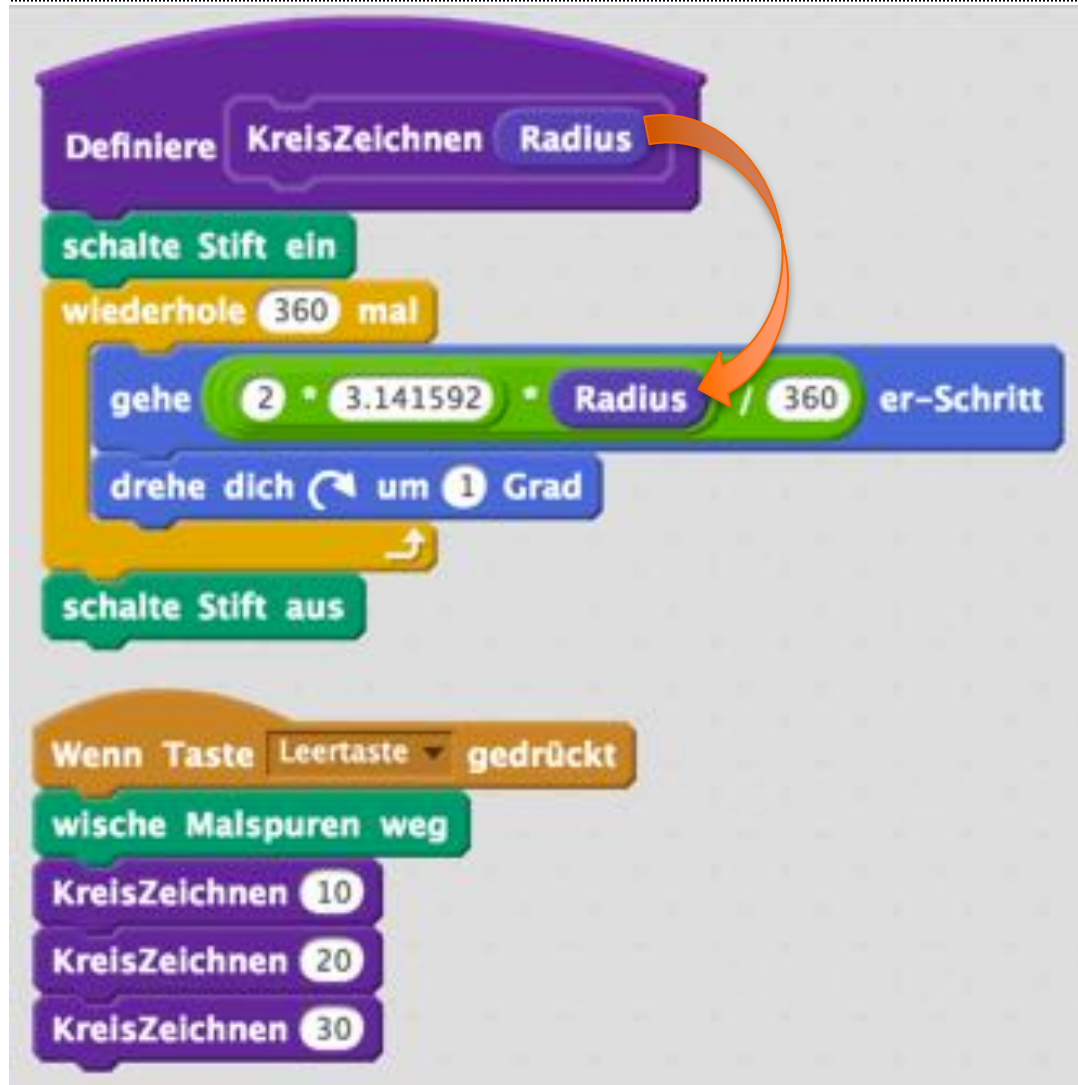 Definiere KreisZeichnen Radius
schalte Stift ein
wiederhole 360 mal
gehe 2 * 3.141592 * Radius / 360 er-Schritt
drehe dich um 1 Grad
schalte Stift aus
Wenn Taste Leertaste gedrückt
wische Malspuren weg
KreisZeichnen 10
KreisZeichnen 20
KreisZeichnen 30